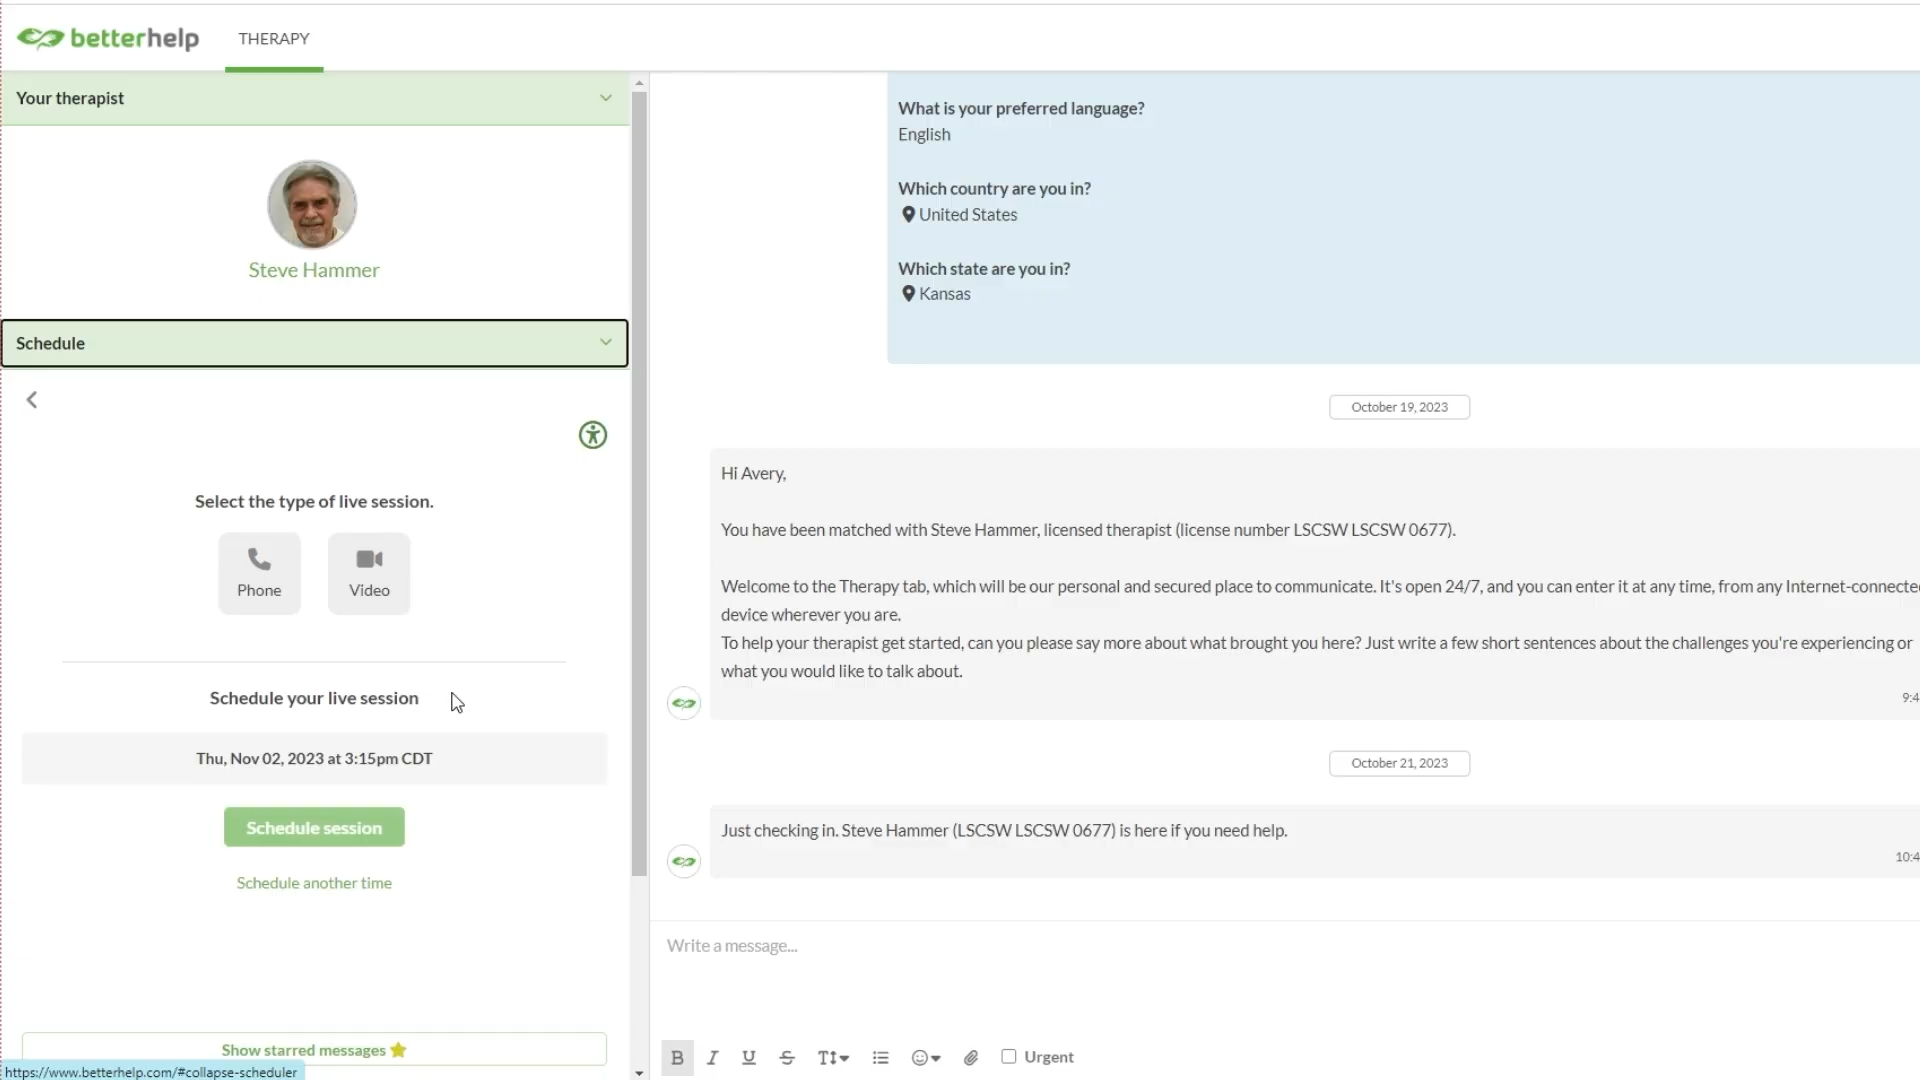 betterhelp
THERAPY
Your therapist
Steve Hammer
Schedule
Select the type of live session.
Phone
Video
Schedule your live session
Thu, Nov 02, 2023 at 3:15pm CDT
Schedule session
Schedule another time
Show starred messages
https://www.betterhelp.com/#collapse-scheduler
What is your preferred language?
English
Which country are you in?
United States
Which state are you in?
Kansas
October 19, 2023
Hi Avery,
You have been matched with Steve Hammer, licensed therapist (license number LSCSW LSCSW 0677).
Welcome to the Therapy tab, which will be our personal and secured place to communicate. It's open 24/7, and you can enter it at any time, from any Internet-connected
device wherever you are.
To help your therapist get started, can you please say more about what brought you here? Just write a few short sentences about the challenges you're experiencing or
what you would like to talk about.
9:4
October 21, 2023
Just checking in. Steve Hammer (LSCSW LSCSW 0677) is here if you need help.
10:4
Write a message...
B I U S T Urgent